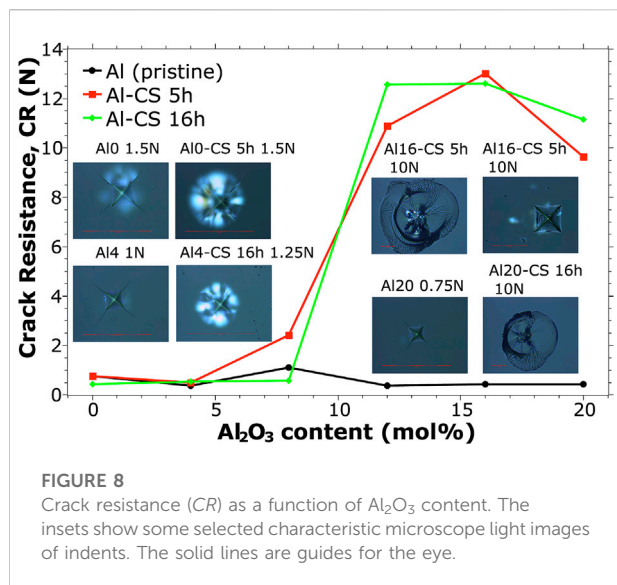 14
12
10
8
6
4
2
0
Crack Resistance, CR (N)
Al (pristine)
Al-CS 5h
Al-CS 16h
Al0 1.5N
Al0-CS 5h 1.5N
Al4 1N
Al4-CS 16h 1.25N
Al16-CS 5h
10N
Al16-CS 5h
10N
Al20 0.75N
Al20-CS 16h
10N
0
5
10
15
20
Al₂O₃ content (mol%)
FIGURE 8
Crack resistance (CR) as a function of Al₂O₃ content. The
insets show some selected characteristic microscope light images
of indents. The solid lines are guides for the eye.